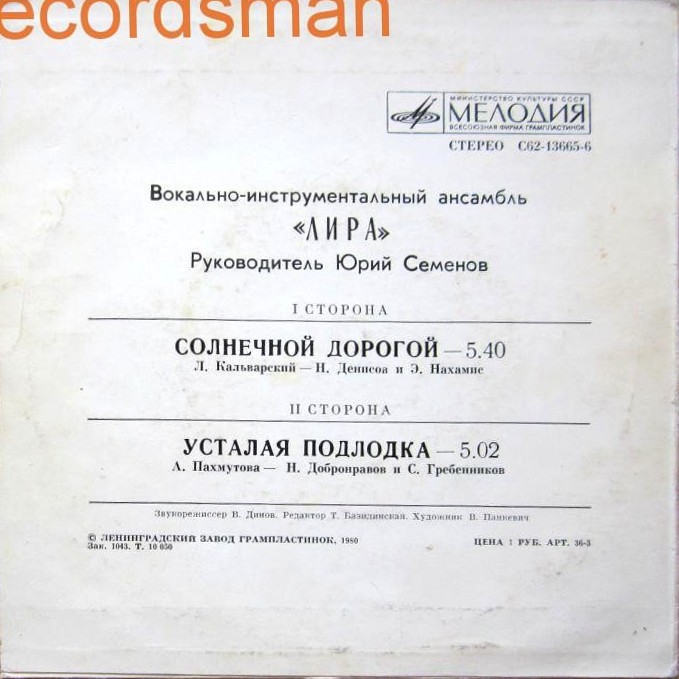 ecordsman
МИНИСТЕРСТВО КУЛЬТУРЫ СССР
МЕЛОДИЯ
ВСЕСОЮЗНАЯ ФИРМА ГРАМПЛАСТИНОК
СТЕРЕО С62-13665-6
Вокально-инструментальный ансамбль
«ЛИРА»
Руководитель Юрий Семенов
I СТОРОНА
СОЛНЕЧНОЙ ДОРОГОЙ — 5.40
Л. Кальварский — Н. Денисов и Э. Нахамис
II СТОРОНА
УСТАЛАЯ ПОДЛОДКА — 5.02
А. Пахмутова — Н. Добронравов и С. Гребенников
Звукорежиссер В. Динов. Редактор Т. Базидинская. Художник В. Панкевич
© ЛЕНИНГРАДСКИЙ ЗАВОД ГРАМПЛАСТИНОК, 1980
Зак. 1043. Т. 10 050
ЦЕНА 1 РУБ. АРТ. 36-3